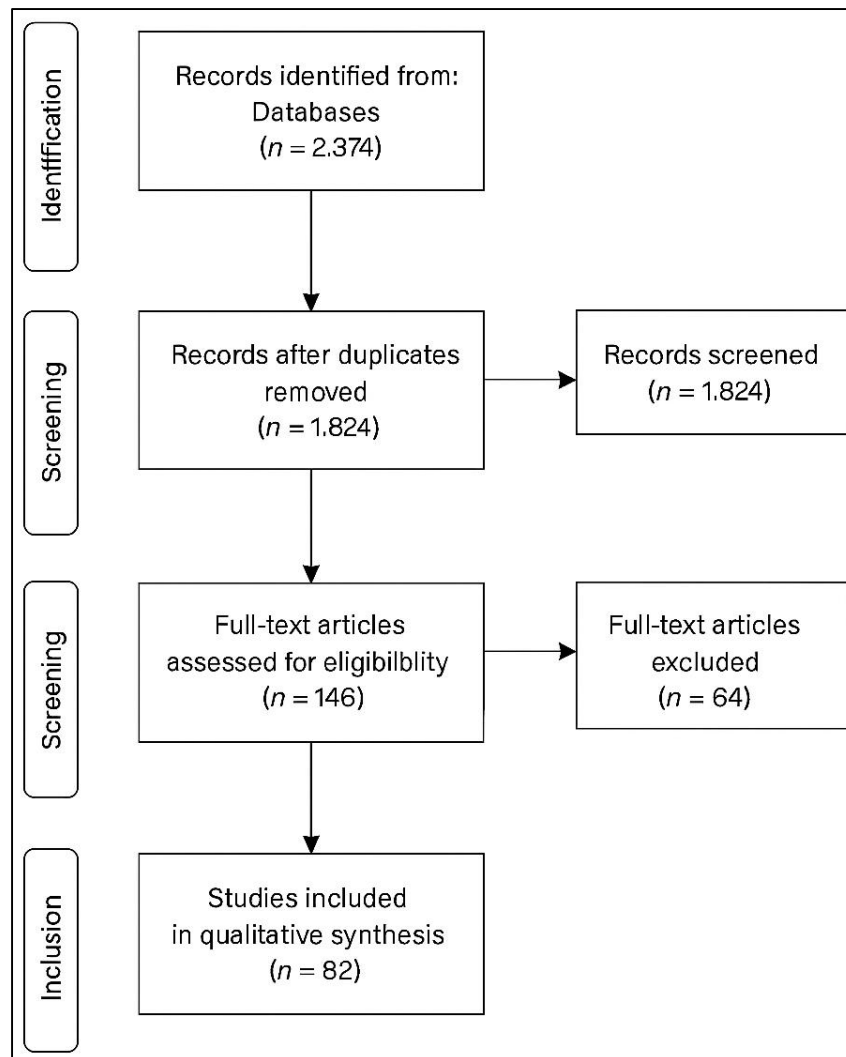 Identffication
Records identified from:
Databases
(n = 2.374)
Screening
Records after duplicates
removed
(n = 1.824)
Records screened
(n = 1.824)
Screening
Full-text articles
assessed for eligibilblity
(n = 146)
Full-text articles
excluded
(n = 64)
Inclusion
Studies included
in qualitative synthesis
(n = 82)